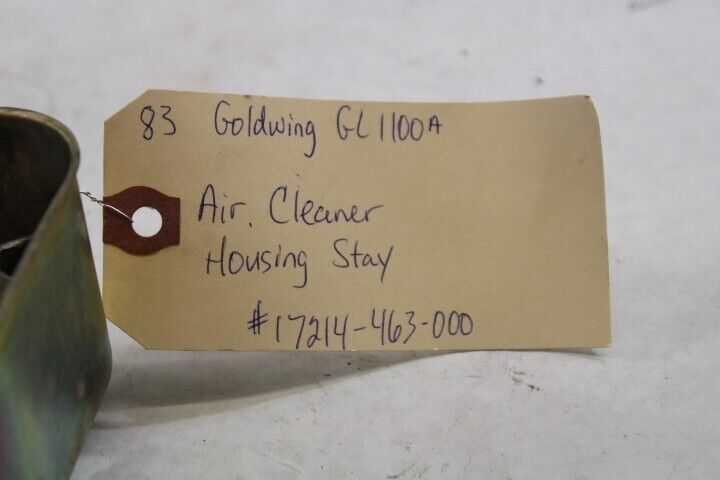 83 Goldwing GL1100A
Air Cleaner
Housing Stay
#17214-463-000